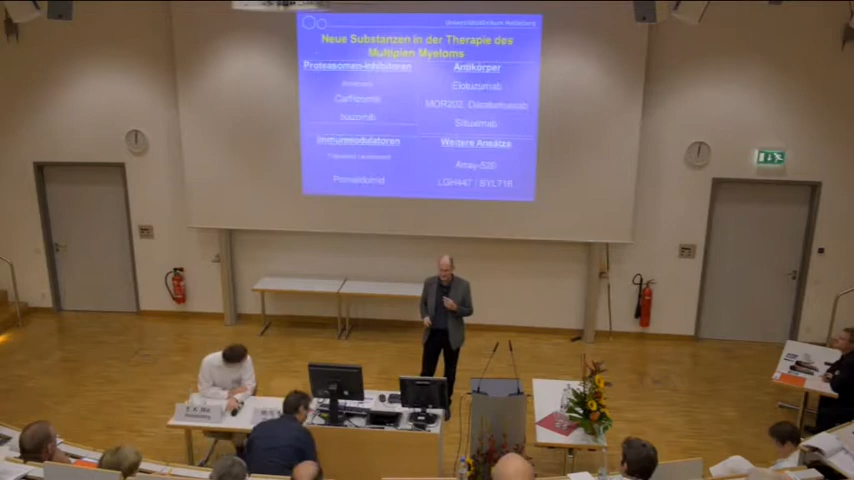 Universitätsklinikum Heidelberg
Neue Substanzen in der Therapie des
Multiplen Myeloms
Proteasomen-Inhibitoren
Carfilzomib
Ixazomib
Immunmodulatoren
Pomalidomid
Antikörper
Elotuzumab
MOR202, Daratumumab
Siltuximab
Weitere Ansätze
Array-520
LGH447 / BYL719